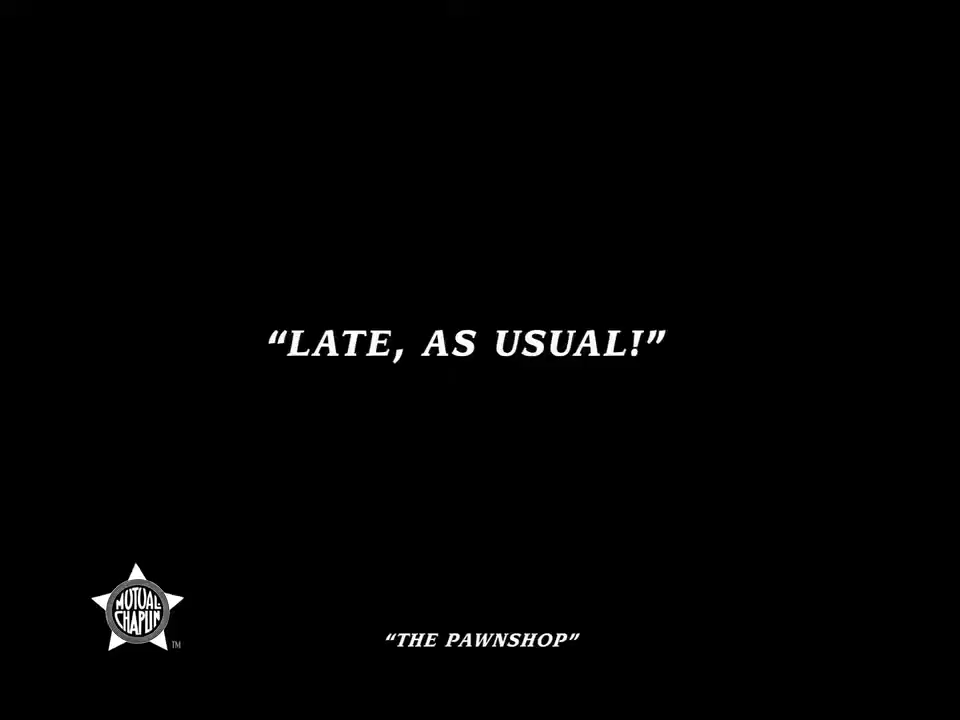 “LATE, AS USUAL!”
MUTUAL-
CHAPLIN
TM
“THE PAWNSHOP”